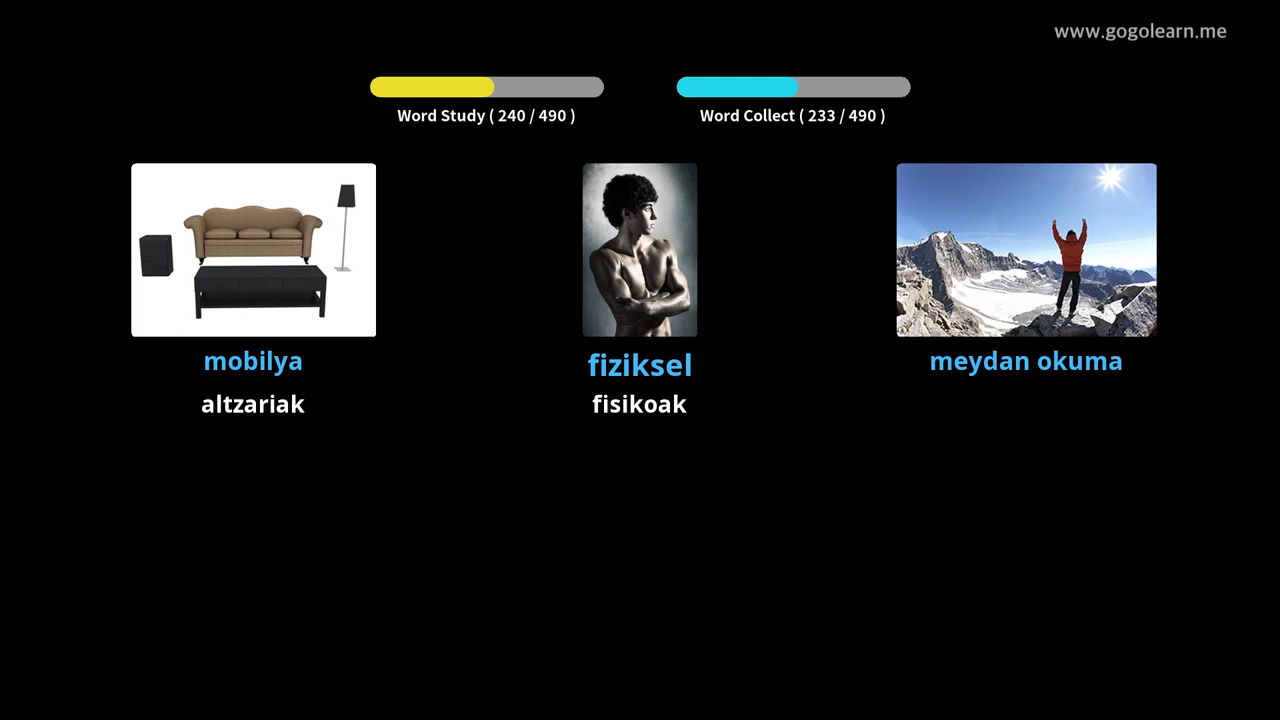 www.gogolearn.me
Word Study ( 240 / 490 )
Word Collect ( 233 / 490 )
mobilya
fiziksel
meydan okuma
altzariak
fisikoak